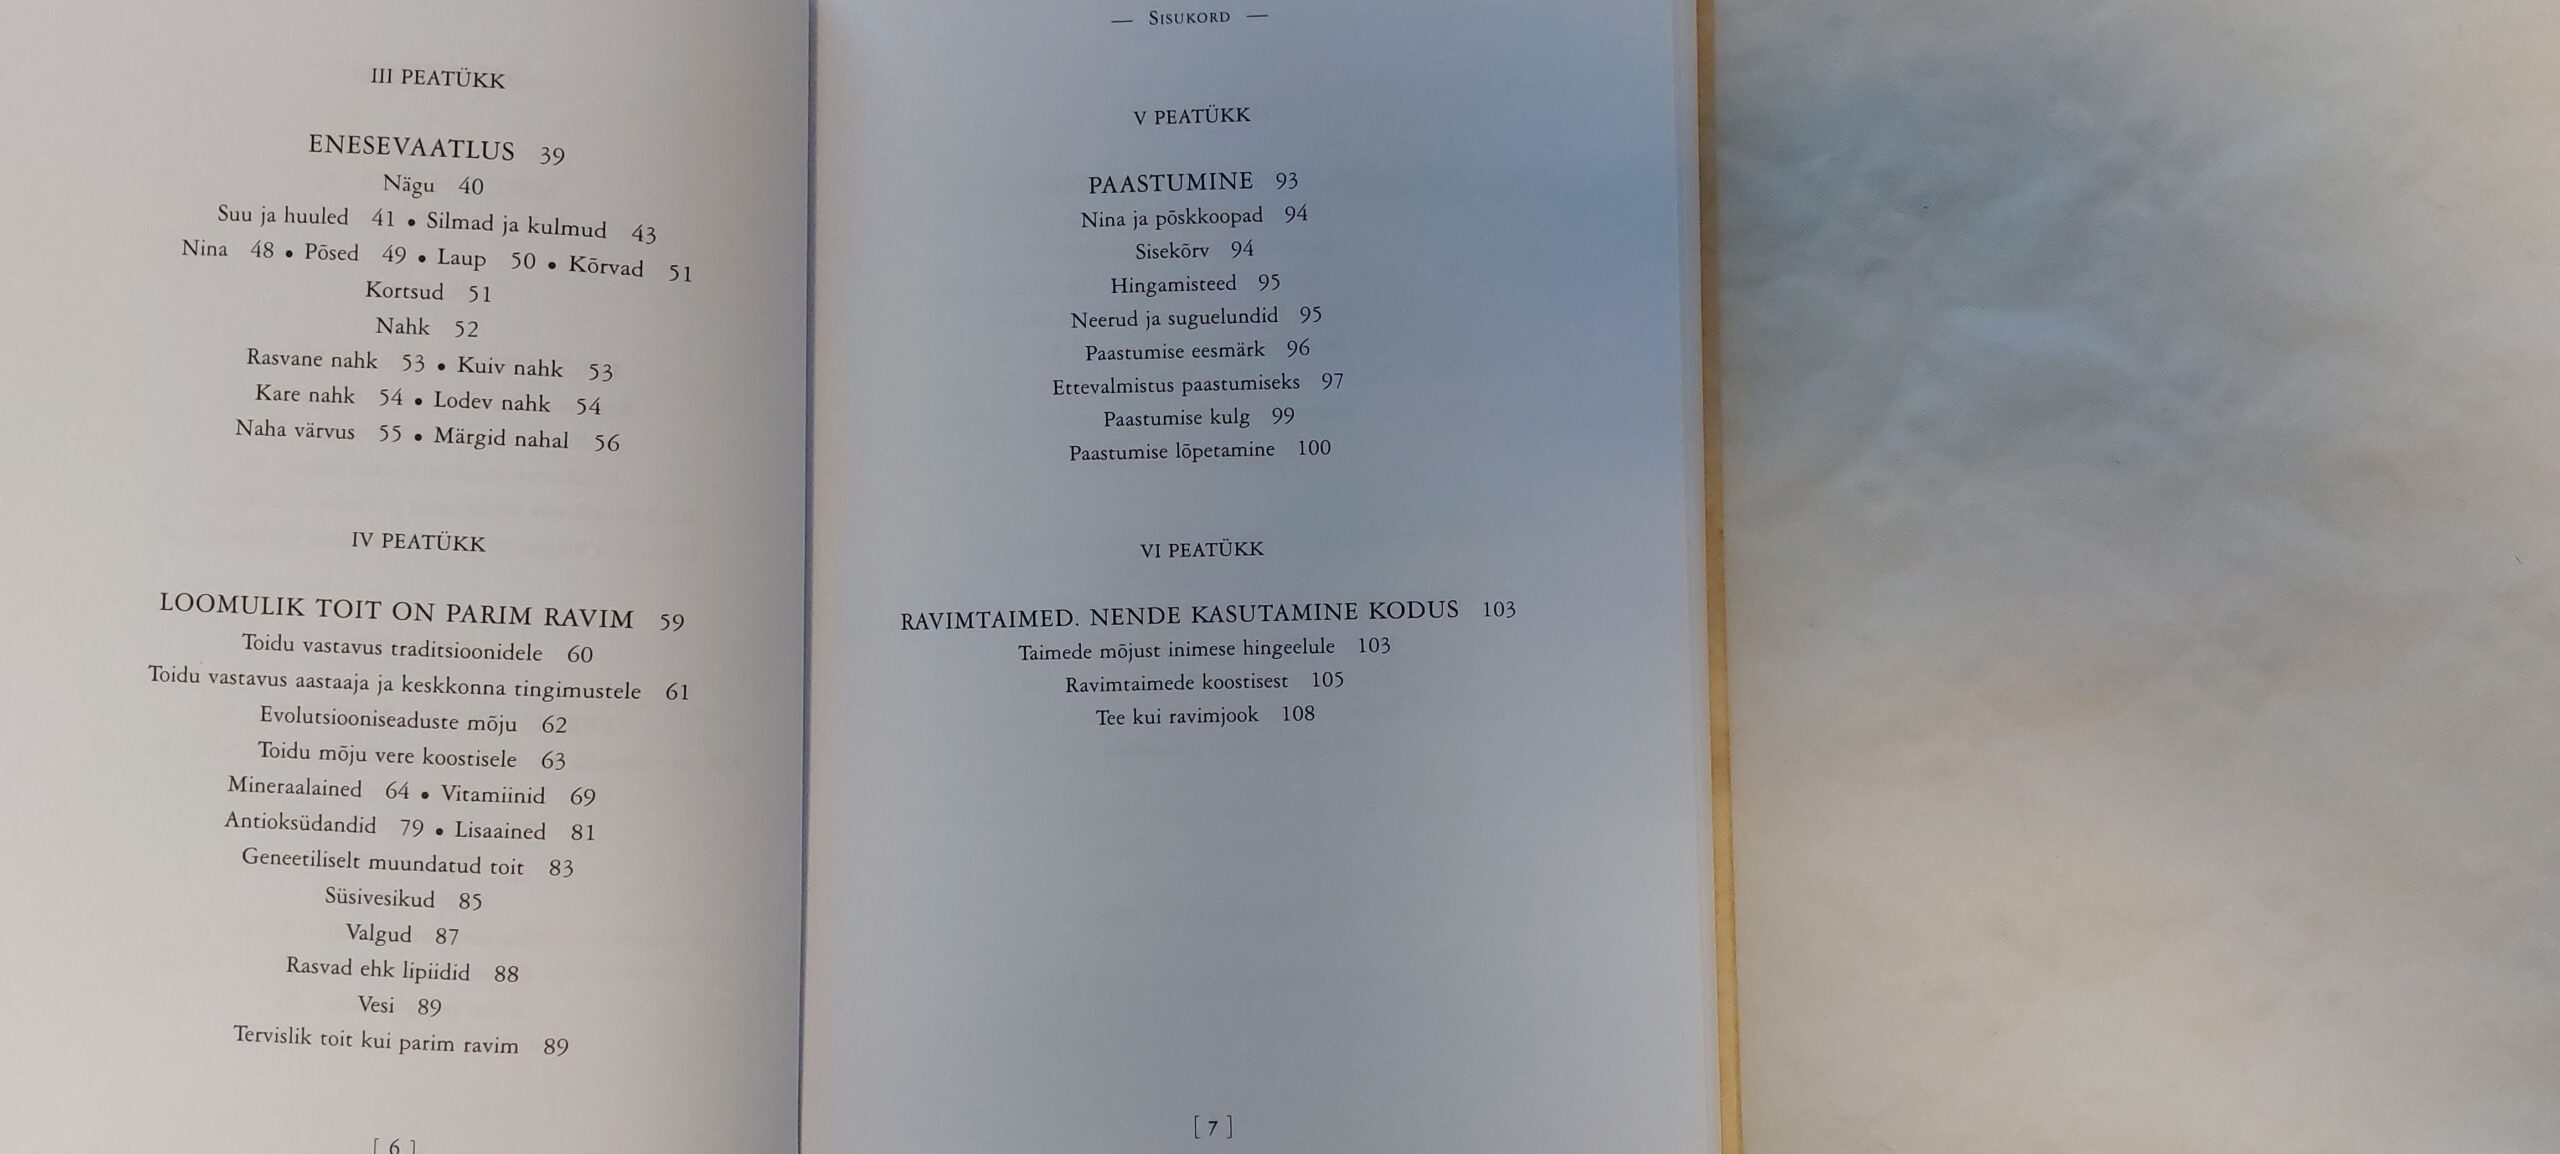 III PEATÜKK
ENESEVAATLUS 39
Nägu 40
Suu ja huuled 41 • Silmad ja kulmud 43
Nina 48 • Põsed 49 • Laup 50 • Kõrvad 51
Kortsud 51
Nahk 52
Rasvane nahk 53 • Kuiv nahk 53
Kare nahk 54 • Lodev nahk 54
Naha värvus 55 • Märgid nahal 56
IV PEATÜKK
LOOMULIK TOIT ON PARIM RAVIM 59
Toidu vastavus traditsioonidele 60
Toidu vastavus aastaaja ja keskkonna tingimustele 61
Evolutsiooniseaduste mõju 62
Toidu mõju vere koostisele 63
Mineraalained 64 • Vitamiinid 69
Antioksüdandid 79 • Lisaained 81
Geneetiliselt muundatud toit 83
Süsivesikud 85
Valgud 87
Rasvad ehk lipiidid 88
Vesi 89
Tervislik toit kui parim ravim 89
[ 6 ]
— SISUKORD —
V PEATÜKK
PAASTUMINE 93
Nina ja põskkoopad 94
Sisekõrv 94
Hingamisteed 95
Neerud ja suguelundid 95
Paastumise eesmärk 96
Ettevalmistus paastumiseks 97
Paastumise kulg 99
Paastumise lõpetamine 100
VI PEATÜKK
RAVIMTAIMED. NENDE KASUTAMINE KODUS 103
Taimede mõjust inimese hingeelule 103
Ravimtaimede koostisest 105
Tee kui ravimjook 108
[ 7 ]